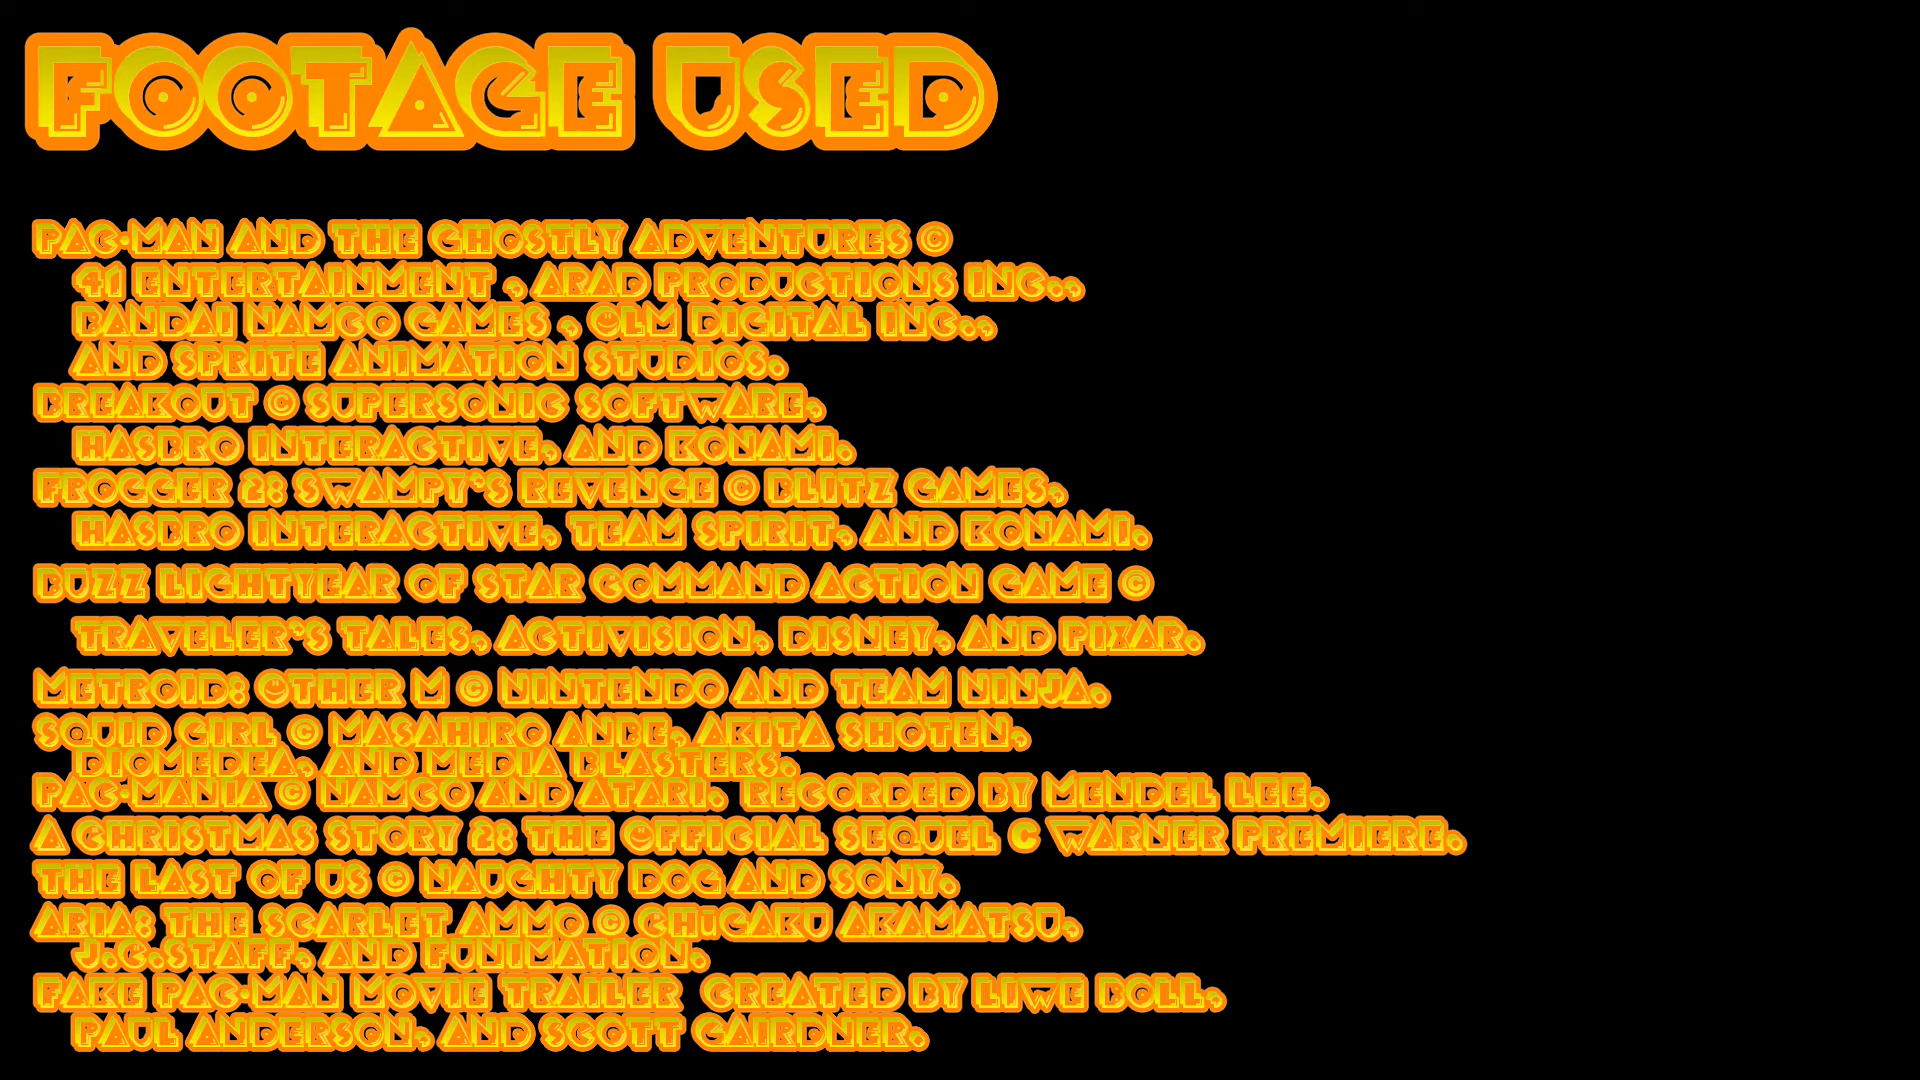 FOOTAGE USED
PAC-MAN AND THE GHOSTLY ADVENTURES ©
41 ENTERTAINMENT , ARAD PRODUCTIONS INC.,
BANDAI NAMCO GAMES , OLM DIGITAL INC.,
AND SPRITE ANIMATION STUDIOS.
BREAKOUT © SUPERSONIC SOFTWARE,
HASBRO INTERACTIVE, AND KONAMI.
FROGGER 2: SWAMPY'S REVENGE © BLITZ GAMES,
HASBRO INTERACTIVE, TEAM SPIRIT, AND KONAMI.
BUZZ LIGHTYEAR OF STAR COMMAND ACTION GAME ©
TRAVELER'S TALES, ACTIVISION, DISNEY, AND PIXAR.
METROID: OTHER M © NINTENDO AND TEAM NINJA.
SQUID GIRL © MASAHIRO ANBE, AKITA SHOTEN,
DIOMEDEA, AND MEDIA BLASTERS.
PAC-MANIA © NAMCO AND ATARI. RECORDED BY MENDEL LEE.
A CHRISTMAS STORY 2: THE OFFICIAL SEQUEL C WARNER PREMIERE.
THE LAST OF US © NAUGHTY DOG AND SONY.
ARIA: THE SCARLET AMMO © CHūGAKU AKAMATSU,
J.C.STAFF, AND FUNIMATION.
FAKE PAC-MAN MOVIE TRAILER CREATED BY LIWE BOLL,
PAUL ANDERSON, AND SCOTT GAIRDNER.